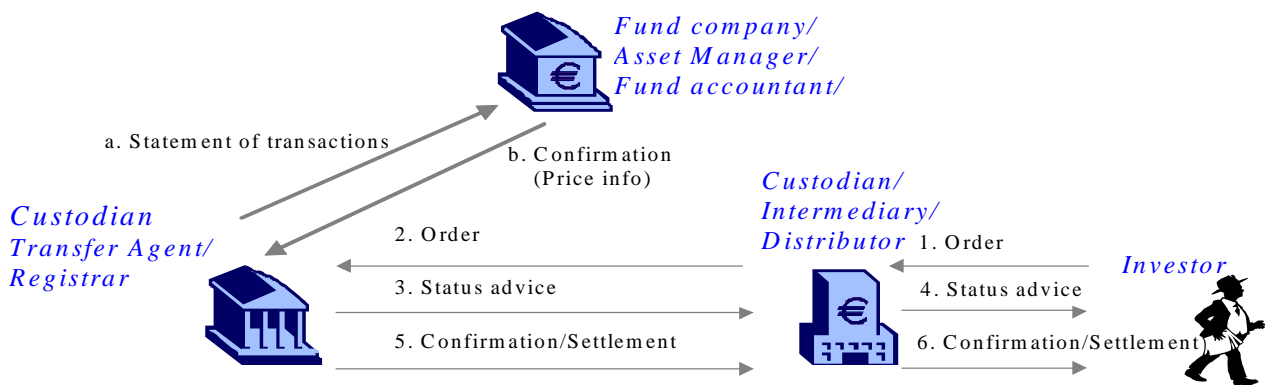 Fund company/
Asset Manager/
Fund accountant/
a. Statement of transactions
b. Confirmation
(Price info)
Custodian
Transfer Agent/
Registrar
Custodian/
Intermediary/
Distributor
1. Order
2. Order
Investor
3. Status advice
4. Status advice
5. Confirmation/Settlement
6. Confirmation/Settlement
€
€